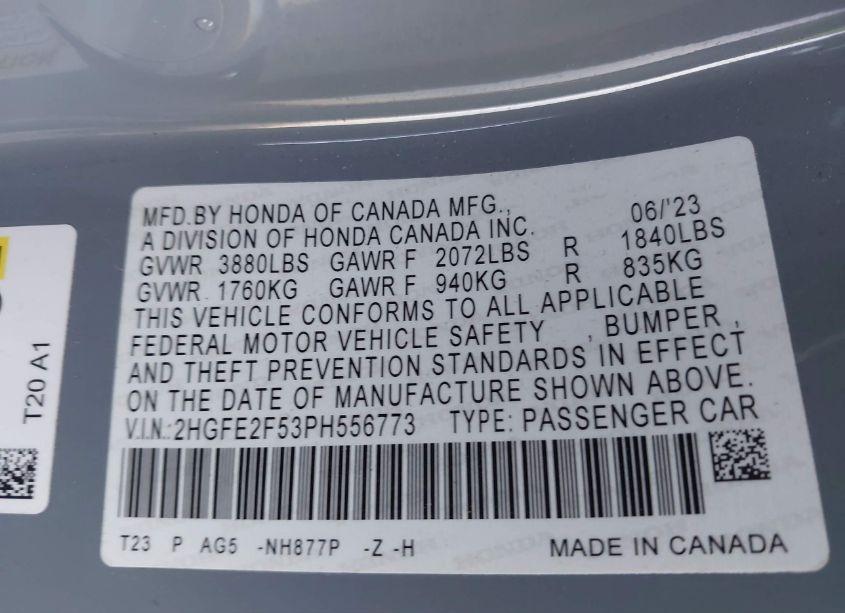 MFD.BY HONDA OF CANADA MFG., 06/'23
A DIVISION OF HONDA CANADA INC.
GVWR 3880LBS GAWR F 2072LBS R 1840LBS
GVWR 1760KG GAWR F 940KG R 835KG
THIS VEHICLE CONFORMS TO ALL APPLICABLE
FEDERAL MOTOR VEHICLE SAFETY , BUMPER ,
AND THEFT PREVENTION STANDARDS IN EFFECT
ON THE DATE OF MANUFACTURE SHOWN ABOVE.
V.I.N.:2HGFE2F53PH556773 TYPE: PASSENGER CAR
T23 P AG5 -NH877P -Z -H MADE IN CANADA
T20 A1